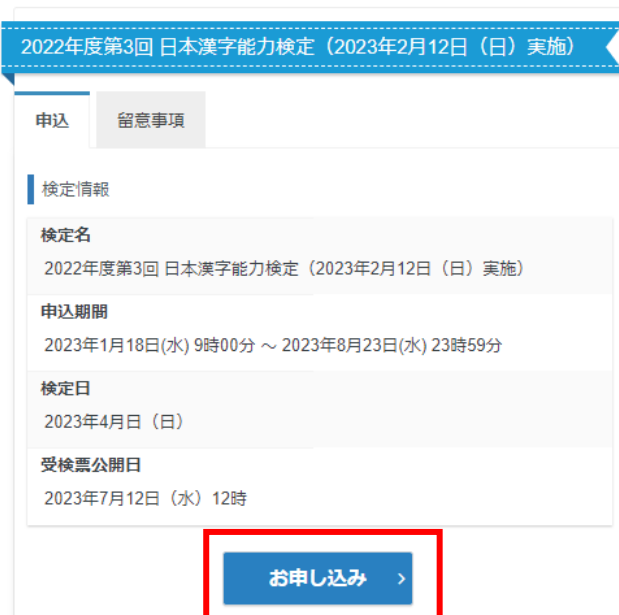 2022年度第3回 日本漢字能力検定（2023年2月12日（日）実施）
申込
留意事項
検定情報
検定名
2022年度第3回 日本漢字能力検定（2023年2月12日（日）実施）
申込期間
2023年1月18日(水) 9時00分 ～ 2023年8月23日(水) 23時59分
検定日
2023年4月日（日）
受検票公開日
2023年7月12日（水）12時
お申し込み